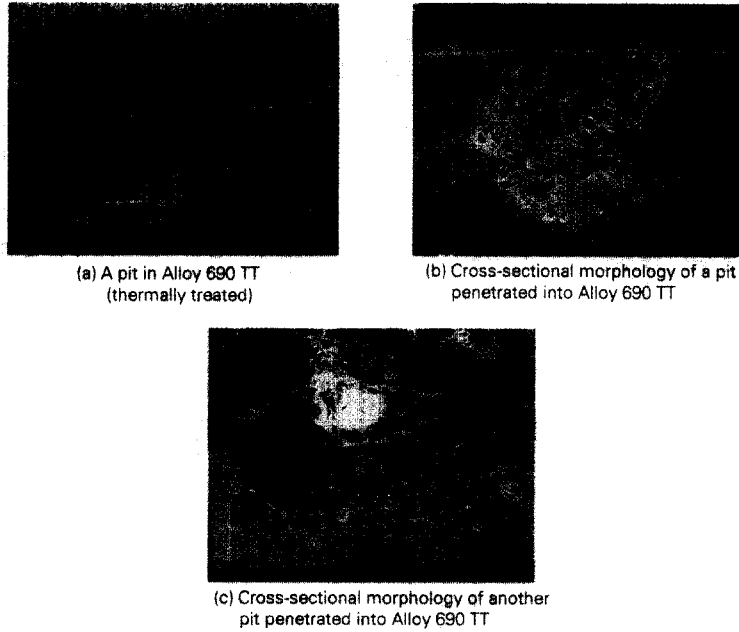 (a) A pit in Alloy 690 TT
(thermally treated)
(b) Cross-sectional morphology of a pit
penetrated into Alloy 690 TT
(c) Cross-sectional morphology of another
pit penetrated into Alloy 690 TT